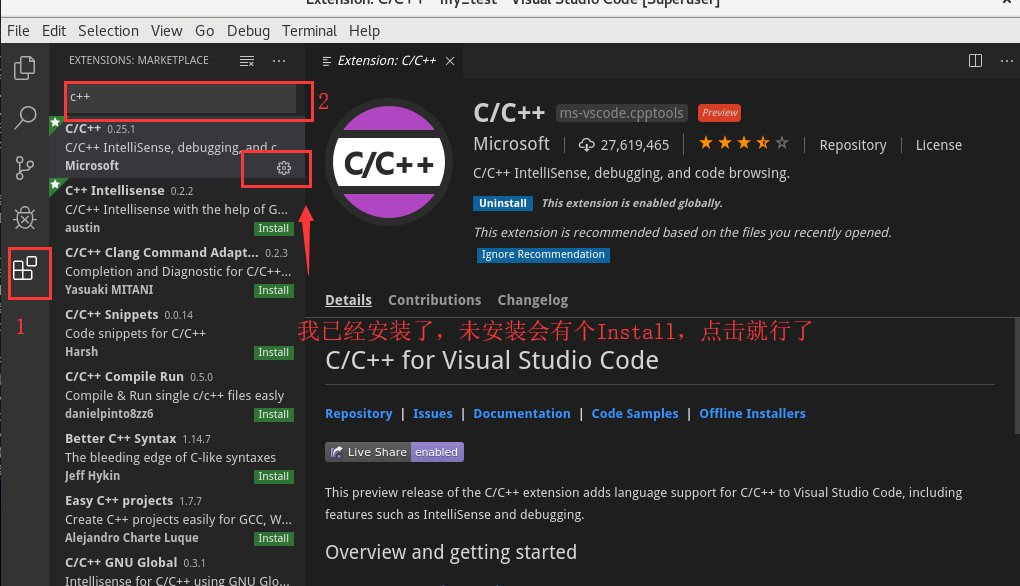 Extension: C/C++ - my_test - Visual Studio Code [Superuser]
File Edit Selection View Go Debug Terminal Help
EXTENSIONS: MARKETPLACE
Extension: C/C++
c++
2
C/C++ 0.25.1
C/C++ IntelliSense, debugging, and c...
Microsoft
C++ Intellisense 0.2.2
C/C++ Intellisense with the help of G...
austin
Install
C/C++ Clang Command Adapt... 0.2.3
Completion and Diagnostic for C/C++...
Yasuaki MITANI
Install
1
C/C++ Snippets 0.0.14
Code snippets for C/C++
Harsh
Install
C/C++ Compile Run 0.5.0
Compile & Run single c/c++ files easly
danielpinto8zz6
Install
Better C++ Syntax 1.14.7
The bleeding edge of C-like syntaxes
Jeff Hykin
Install
Easy C++ projects 1.7.7
Create C++ projects easily for GCC, W...
Alejandro Charte Luque
Install
C/C++ GNU Global 0.3.1
Intellisense for C/C++ using GNU Glo...
C/C++
C/C++ ms-vscode.cpptools Preview
Microsoft 27,619,465 Repository License
C/C++ IntelliSense, debugging, and code browsing.
Uninstall This extension is enabled globally.
This extension is recommended based on the files you recently opened.
Ignore Recommendation
Details Contributions Changelog
我已经安装了，未安装会有个Install，点击就行了
C/C++ for Visual Studio Code
Repository | Issues | Documentation | Code Samples | Offline Installers
Live Share enabled
This preview release of the C/C++ extension adds language support for C/C++ to Visual Studio Code, including
features such as IntelliSense and debugging.
Overview and getting started